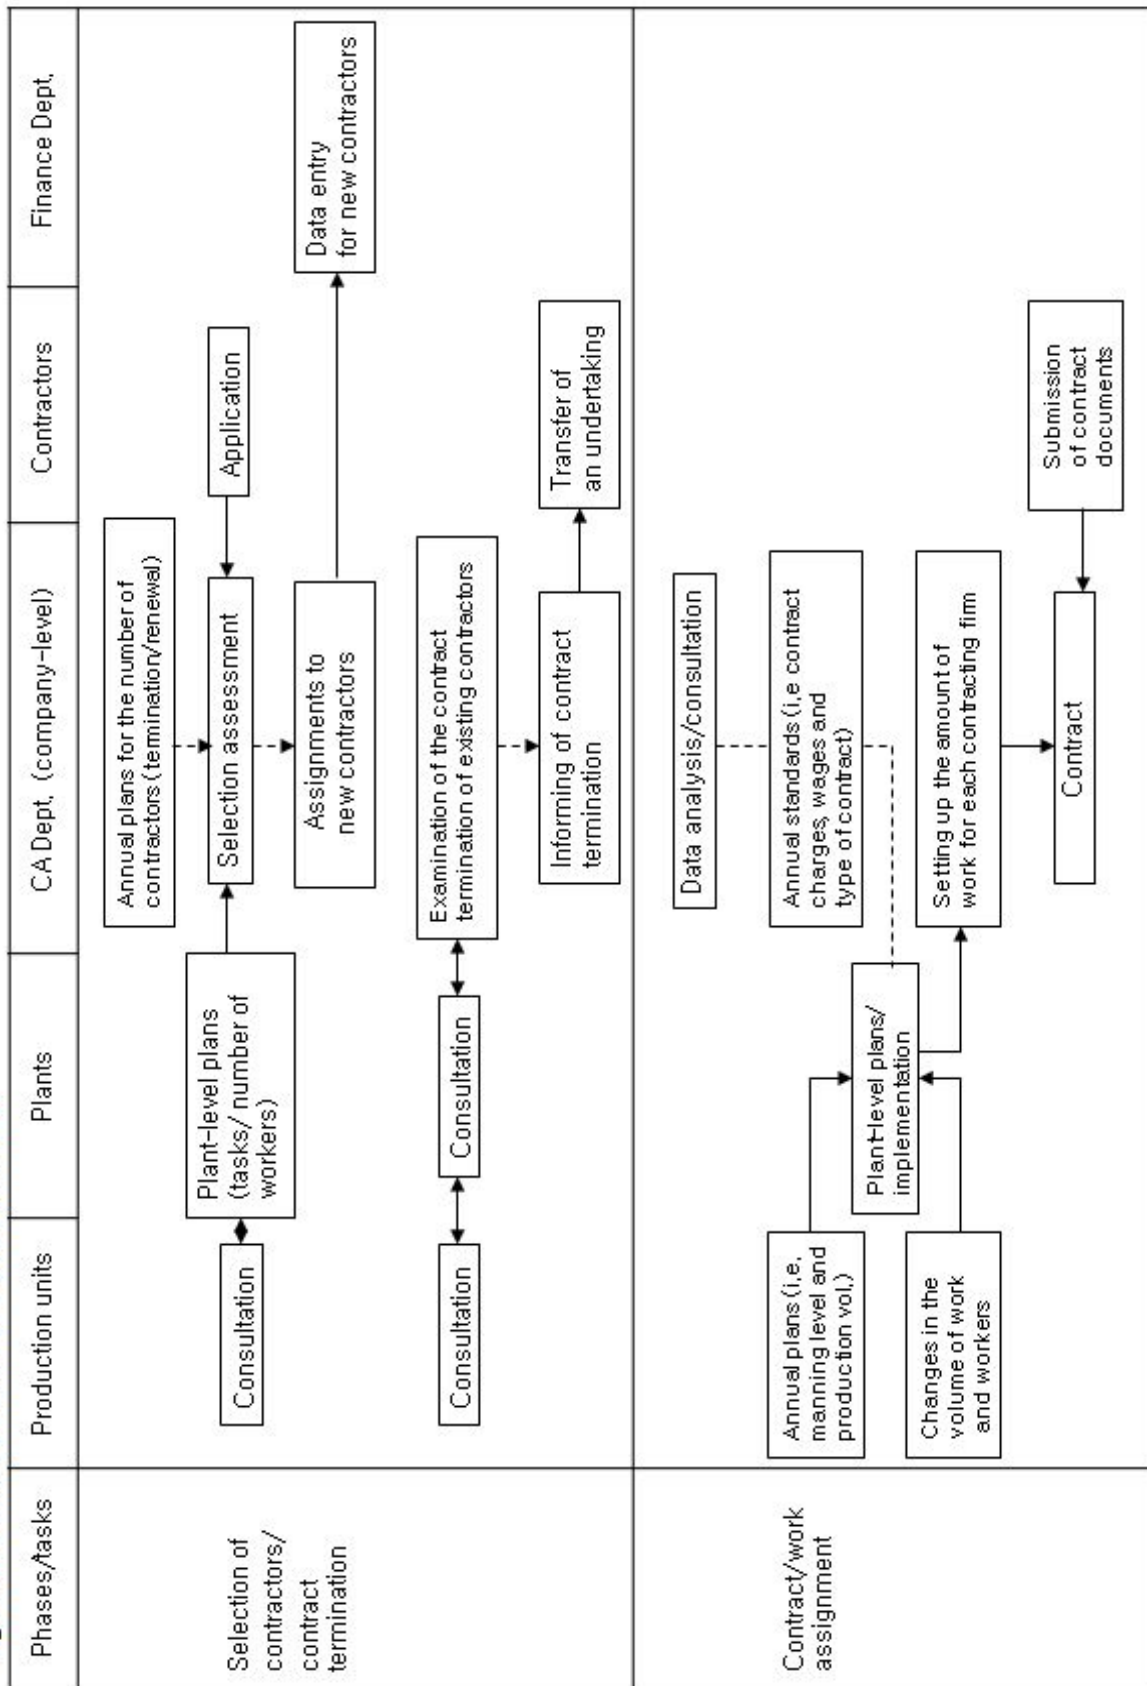 Phases/tasks
Production units
Plants
CA Dept. (company-level)
Contractors
Finance Dept.
Selection of
contractors/
contract
termination
Annual plans for the number of
contractors (termination/renewal)
Consultation
Plant-level plans
(tasks/ number of
workers)
Selection assessment
Application
Assignments to
new contractors
Data entry
for new contractors
Consultation
Consultation
Examination of the contract
termination of existing contractors
Informing of contract
termination
Transfer of
an undertaking
Contract/work
assignment
Data analysis/consultation
Annual plans (i,e,
manning level and
production vol,)
Annual standards (i,e contract
charges, wages and
type of contract)
Plant-level plans/
implementation
Changes in the
volume of work
and workers
Setting up the amount of
work for each contracting firm
Submission
of contract
documents
Contract